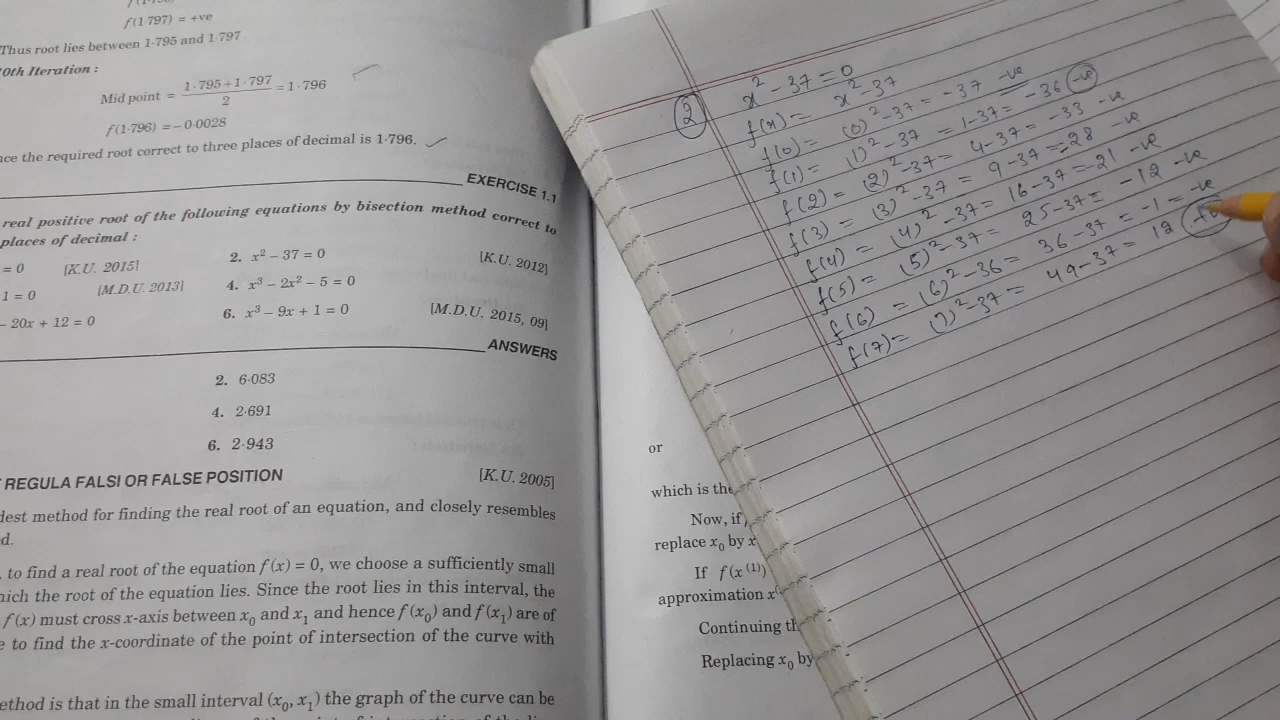 f(1·797) = +ve
Thus root lies between 1·795 and 1·797
0th Iteration :
Mid point = 1·795+1·797 / 2 = 1·796
f(1·796) = −0·0028
nce the required root correct to three places of decimal is 1·796.
EXERCISE 1.1
real positive root of the following equations by bisection method correct to
places of decimal :
= 0 [K.U. 2015] 2. x² − 37 = 0 [K.U. 2012]
1 = 0 [M.D.U. 2013] 4. x³ − 2x² − 5 = 0
− 20x + 12 = 0 6. x³ − 9x + 1 = 0 [M.D.U. 2015, 09]
ANSWERS
2. 6·083
4. 2·691
6. 2·943
REGULA FALSI OR FALSE POSITION [K.U. 2005]
dest method for finding the real root of an equation, and closely resembles
d.
to find a real root of the equation f(x) = 0, we choose a sufficiently small
hich the root of the equation lies. Since the root lies in this interval, the
f(x) must cross x-axis between x₀ and x₁ and hence f(x₀) and f(x₁) are of
e to find the x-coordinate of the point of intersection of the curve with
ethod is that in the small interval (x₀, x₁) the graph of the curve can be
or
which is the
Now, if
replace x₀ by x
If f(x⁽¹⁾)
approximation x
Continuing th
Replacing x₀ by
2 x² − 37 = 0
f(x) = x² − 37
f(0) = (0)² − 37 = −37 −ve
f(1) = (1)² − 37 = 1−37 = −36 −ve
f(2) = (2)² − 37 = 4−37 = −33 −ve
f(3) = (3)² − 37 = 9−37 = −28 −ve
f(4) = (4)² − 37 = 16−37 = −21 −ve
f(5) = (5)² − 37 = 25−37 = −12 −ve
f(6) = (6)² − 36 = 36−37 = −1 = −ve
f(7) = (7)² − 37 = 49−37 = 12